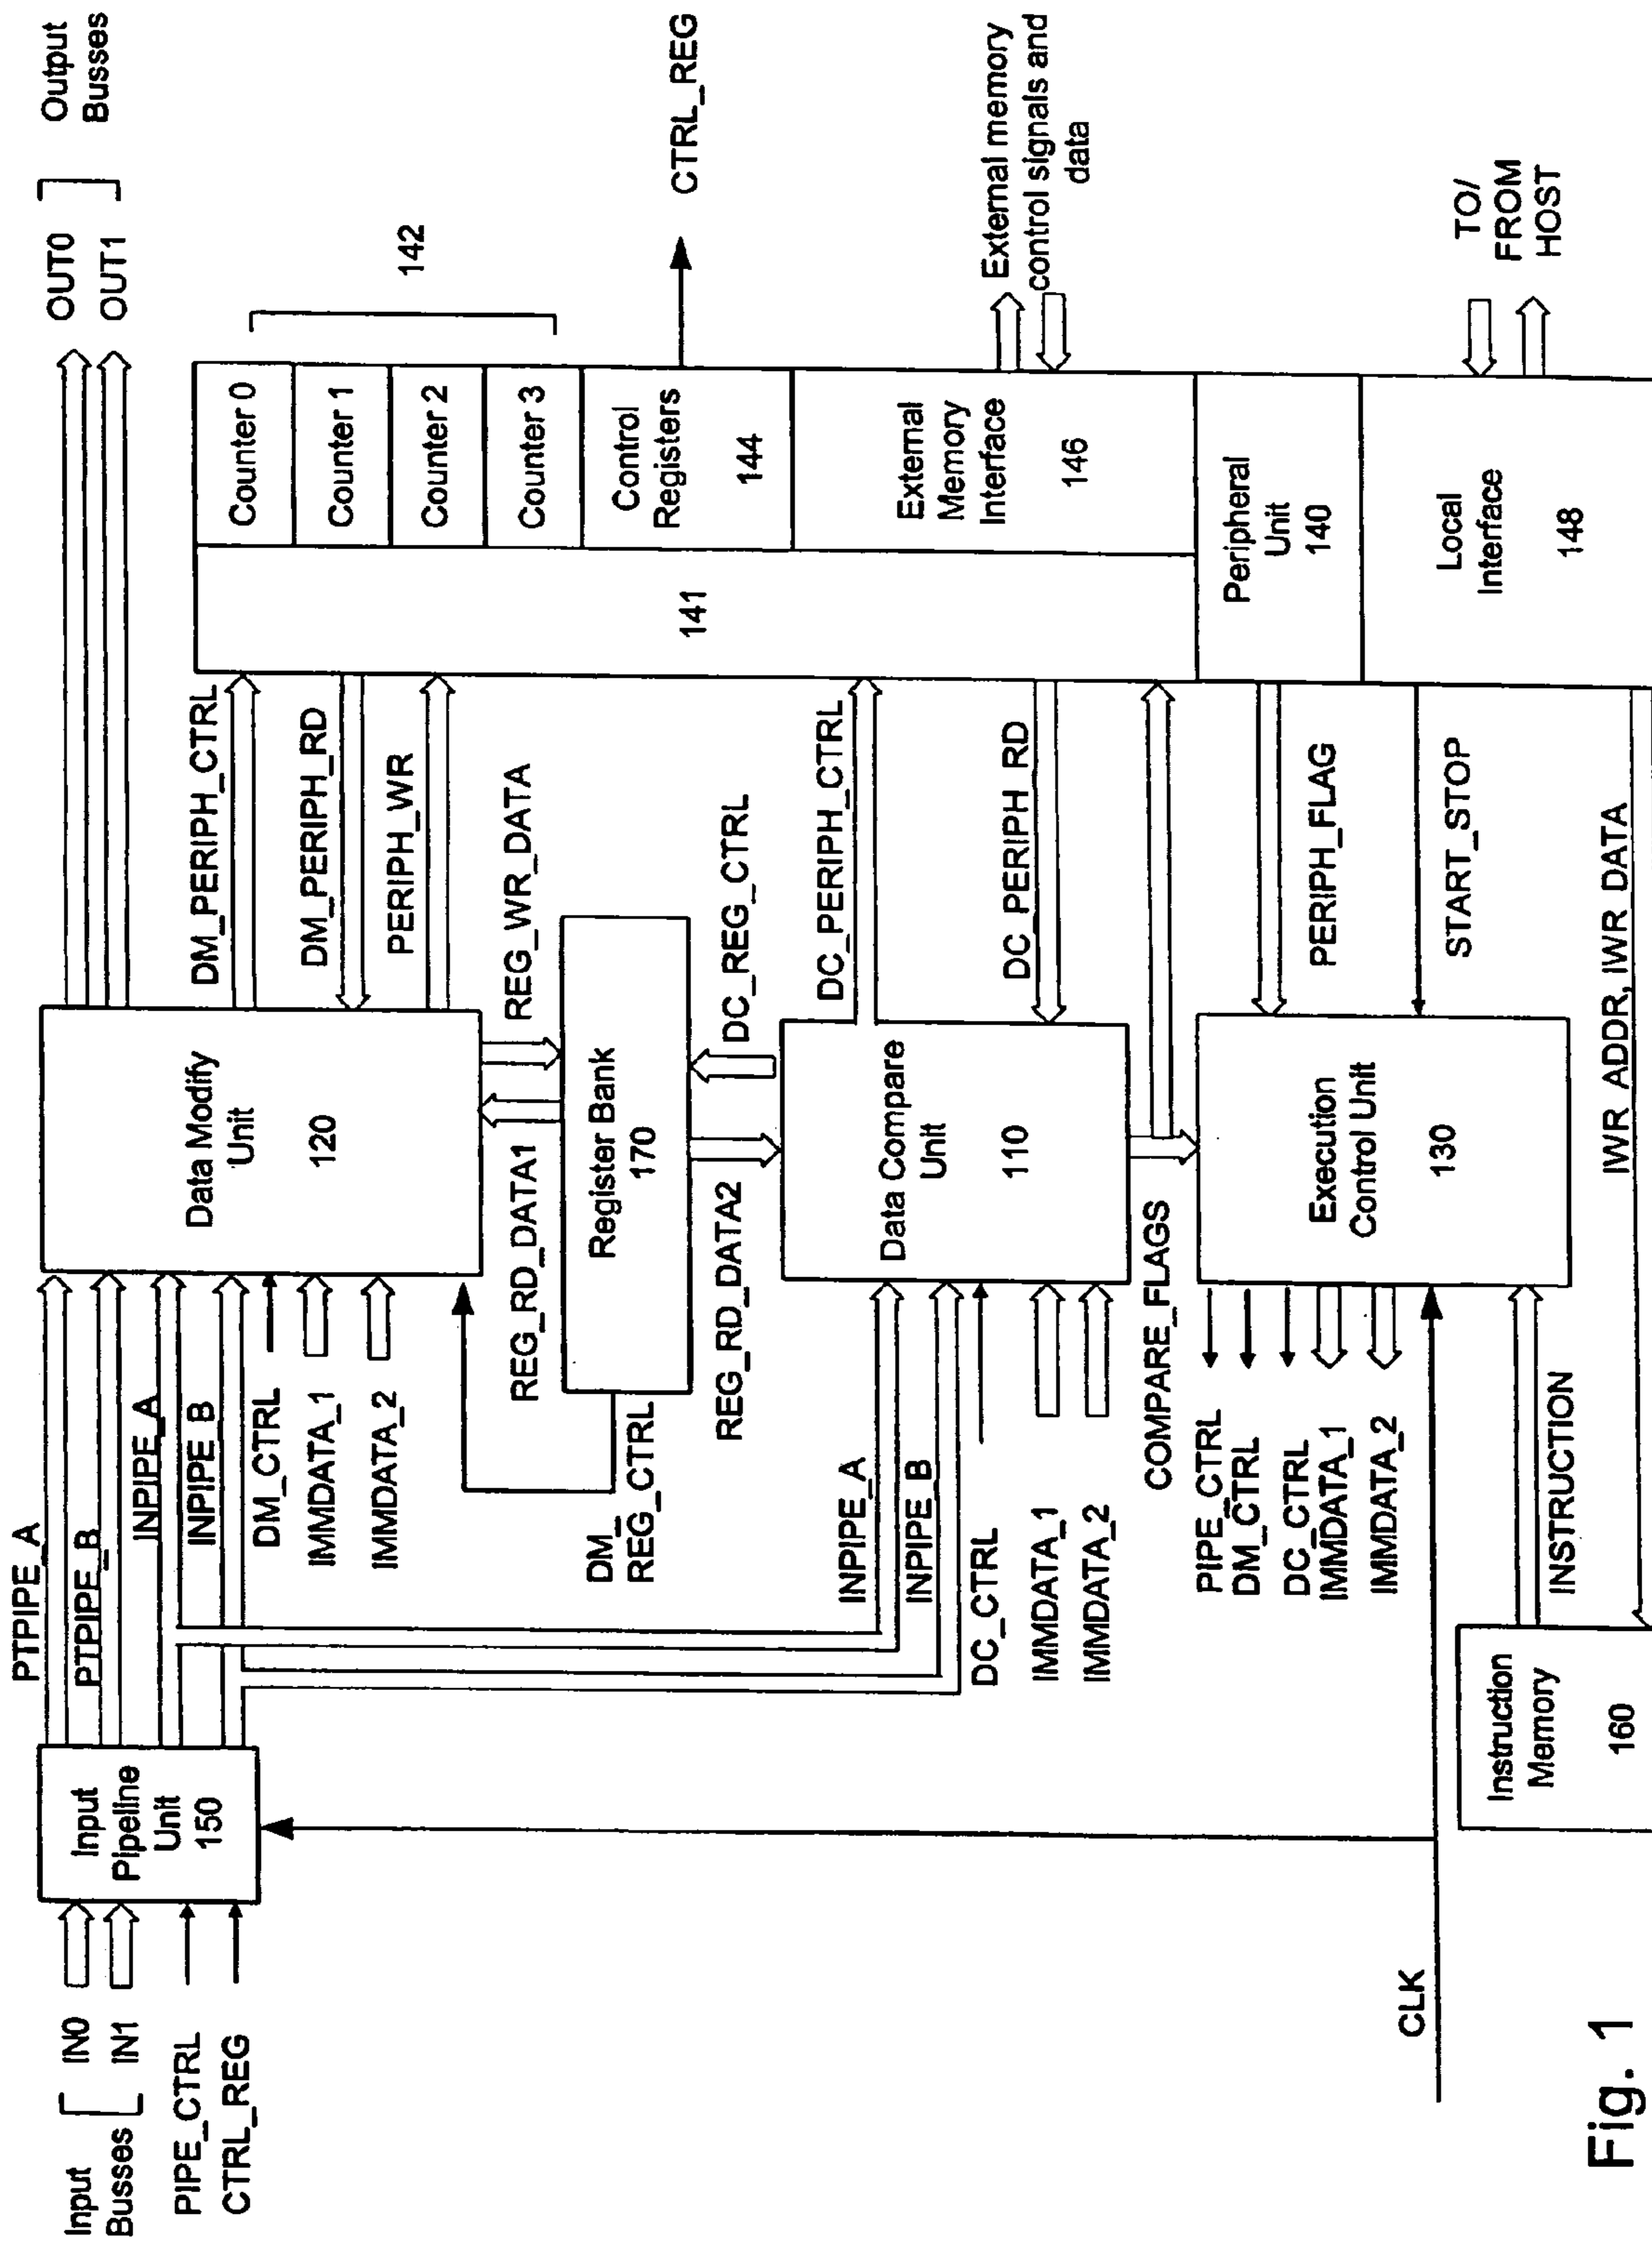 Input
Busses
IN0
IN1
PIPE_CTRL
CTRL_REG
Input
Pipeline
Unit
150
PTPIPE_A
PTPIPE_B
INPIPE_A
INPIPE_B
DM_CTRL
IMMDATA_1
IMMDATA_2
Data Modify
Unit
120
OUT0
OUT1
Output
Busses
DM_PERIPH_CTRL
DM_PERIPH_RD
PERIPH_WR
REG_WR_DATA
REG_RD_DATA1
DM_
REG_CTRL
Register Bank
170
REG_RD_DATA2
DC_REG_CTRL
INPIPE_A
INPIPE_B
DC_CTRL
IMMDATA_1
IMMDATA_2
Data Compare
Unit
110
DC_PERIPH_CTRL
DC_PERIPH_RD
COMPARE_FLAGS
PIPE_CTRL
DM_CTRL
DC_CTRL
IMMDATA_1
IMMDATA_2
Execution
Control Unit
130
PERIPH_FLAG
START_STOP
INSTRUCTION
IWR ADDR, IWR DATA
CLK
Instruction
Memory
160
141
Counter 0
Counter 1
Counter 2
Counter 3
142
Control
Registers
144
CTRL_REG
External
Memory
Interface
146
External memory
control signals and
data
Peripheral
Unit
140
Local
Interface
148
TO/
FROM
HOST
Fig. 1